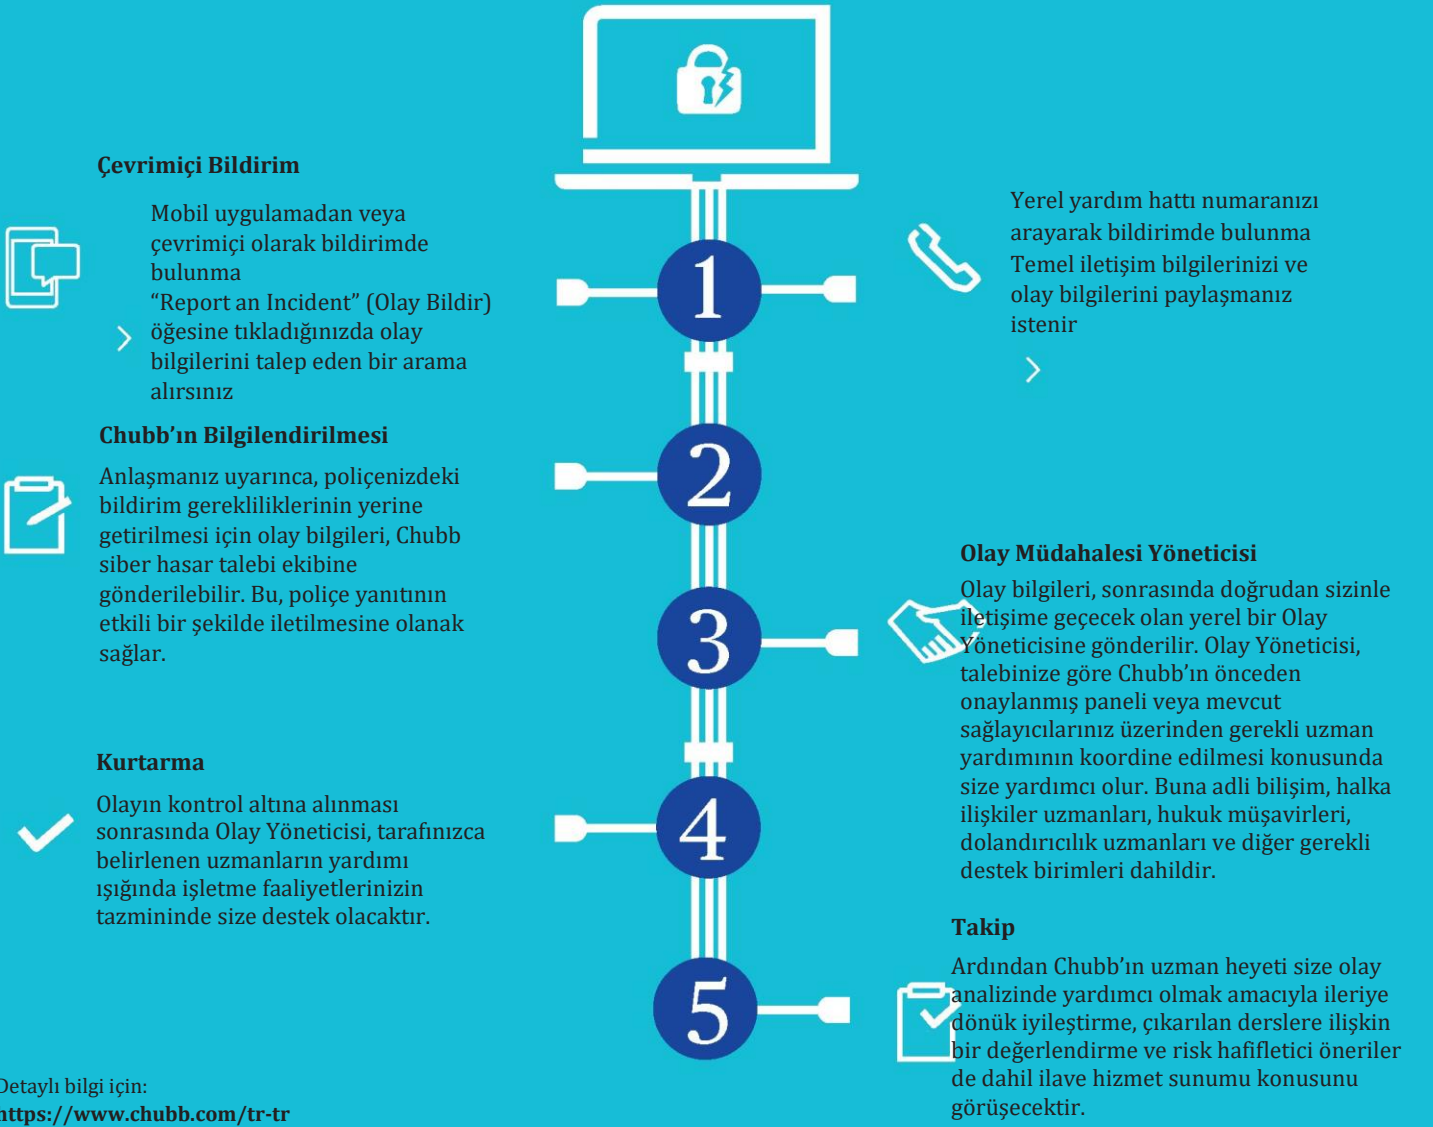 Çevrimiçi Bildirim
Mobil uygulamadan veya
çevrimiçi olarak bildirimde
bulunma
“Report an Incident” (Olay Bildir)
öğesine tıkladığınızda olay
bilgilerini talep eden bir arama
alırsınız
1
Yerel yardım hattı numaranızı
arayarak bildirimde bulunma
Temel iletişim bilgilerinizi ve
olay bilgilerini paylaşmanız
istenir
Chubb’ın Bilgilendirilmesi
Anlaşmanız uyarınca, poliçenizdeki
bildirim gerekliliklerinin yerine
getirilmesi için olay bilgileri, Chubb
siber hasar talebi ekibine
gönderilebilir. Bu, poliçe yanıtının
etkili bir şekilde iletilmesine olanak
sağlar.
2
3
Olay Müdahalesi Yöneticisi
Olay bilgileri, sonrasında doğrudan sizinle
iletişime geçecek olan yerel bir Olay
Yöneticisine gönderilir. Olay Yöneticisi,
talebinize göre Chubb’ın önceden
onaylanmış paneli veya mevcut
sağlayıcılarınız üzerinden gerekli uzman
yardımının koordine edilmesi konusunda
size yardımcı olur. Buna adli bilişim, halka
ilişkiler uzmanları, hukuk müşavirleri,
dolandırıcılık uzmanları ve diğer gerekli
destek birimleri dahildir.
Kurtarma
Olayın kontrol altına alınması
sonrasında Olay Yöneticisi, tarafınızca
belirlenen uzmanların yardımı
ışığında işletme faaliyetlerinizin
tazmininde size destek olacaktır.
4
5
Takip
Ardından Chubb’ın uzman heyeti size olay
analizinde yardımcı olmak amacıyla ileriye
dönük iyileştirme, çıkarılan derslere ilişkin
bir değerlendirme ve risk hafifletici öneriler
de dahil ilave hizmet sunumu konusunu
görüşecektir.
Detaylı bilgi için:
https://www.chubb.com/tr-tr